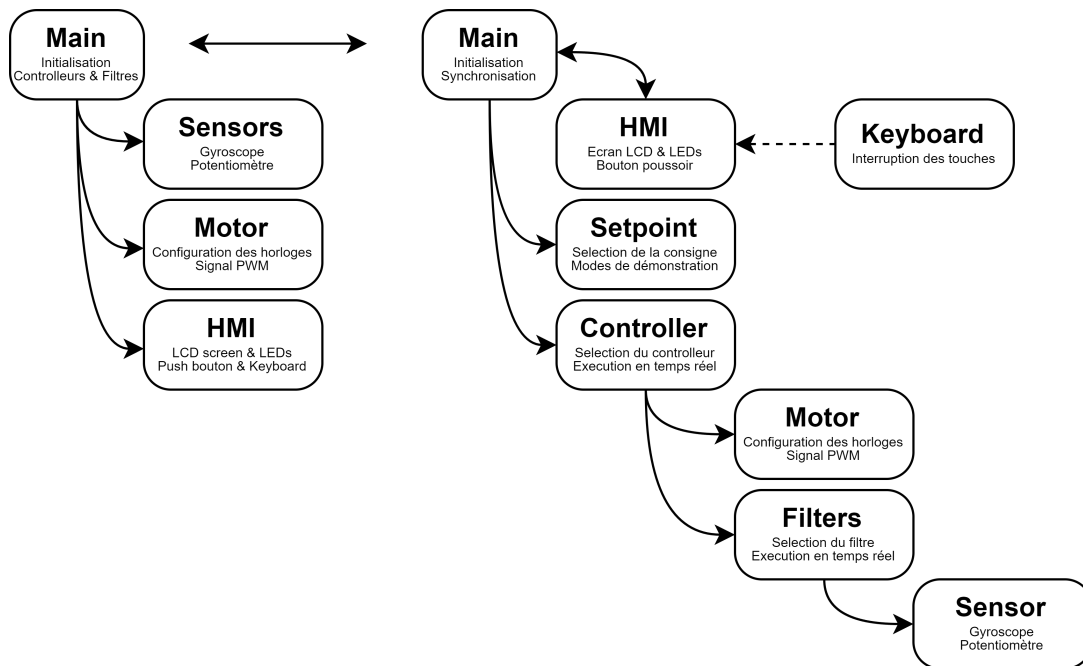 Main
Initialisation
Controlleurs & Filtres
Sensors
Gyroscope
Potentiomètre
Motor
Configuration des horloges
Signal PWM
HMI
LCD screen & LEDs
Push bouton & Keyboard
Main
Initialisation
Synchronisation
HMI
Ecran LCD & LEDs
Bouton poussoir
Keyboard
Interruption des touches
Setpoint
Selection de la consigne
Modes de démonstration
Controller
Selection du controlleur
Execution en temps réel
Motor
Configuration des horloges
Signal PWM
Filters
Selection du filtre
Execution en temps réel
Sensor
Gyroscope
Potentiomètre